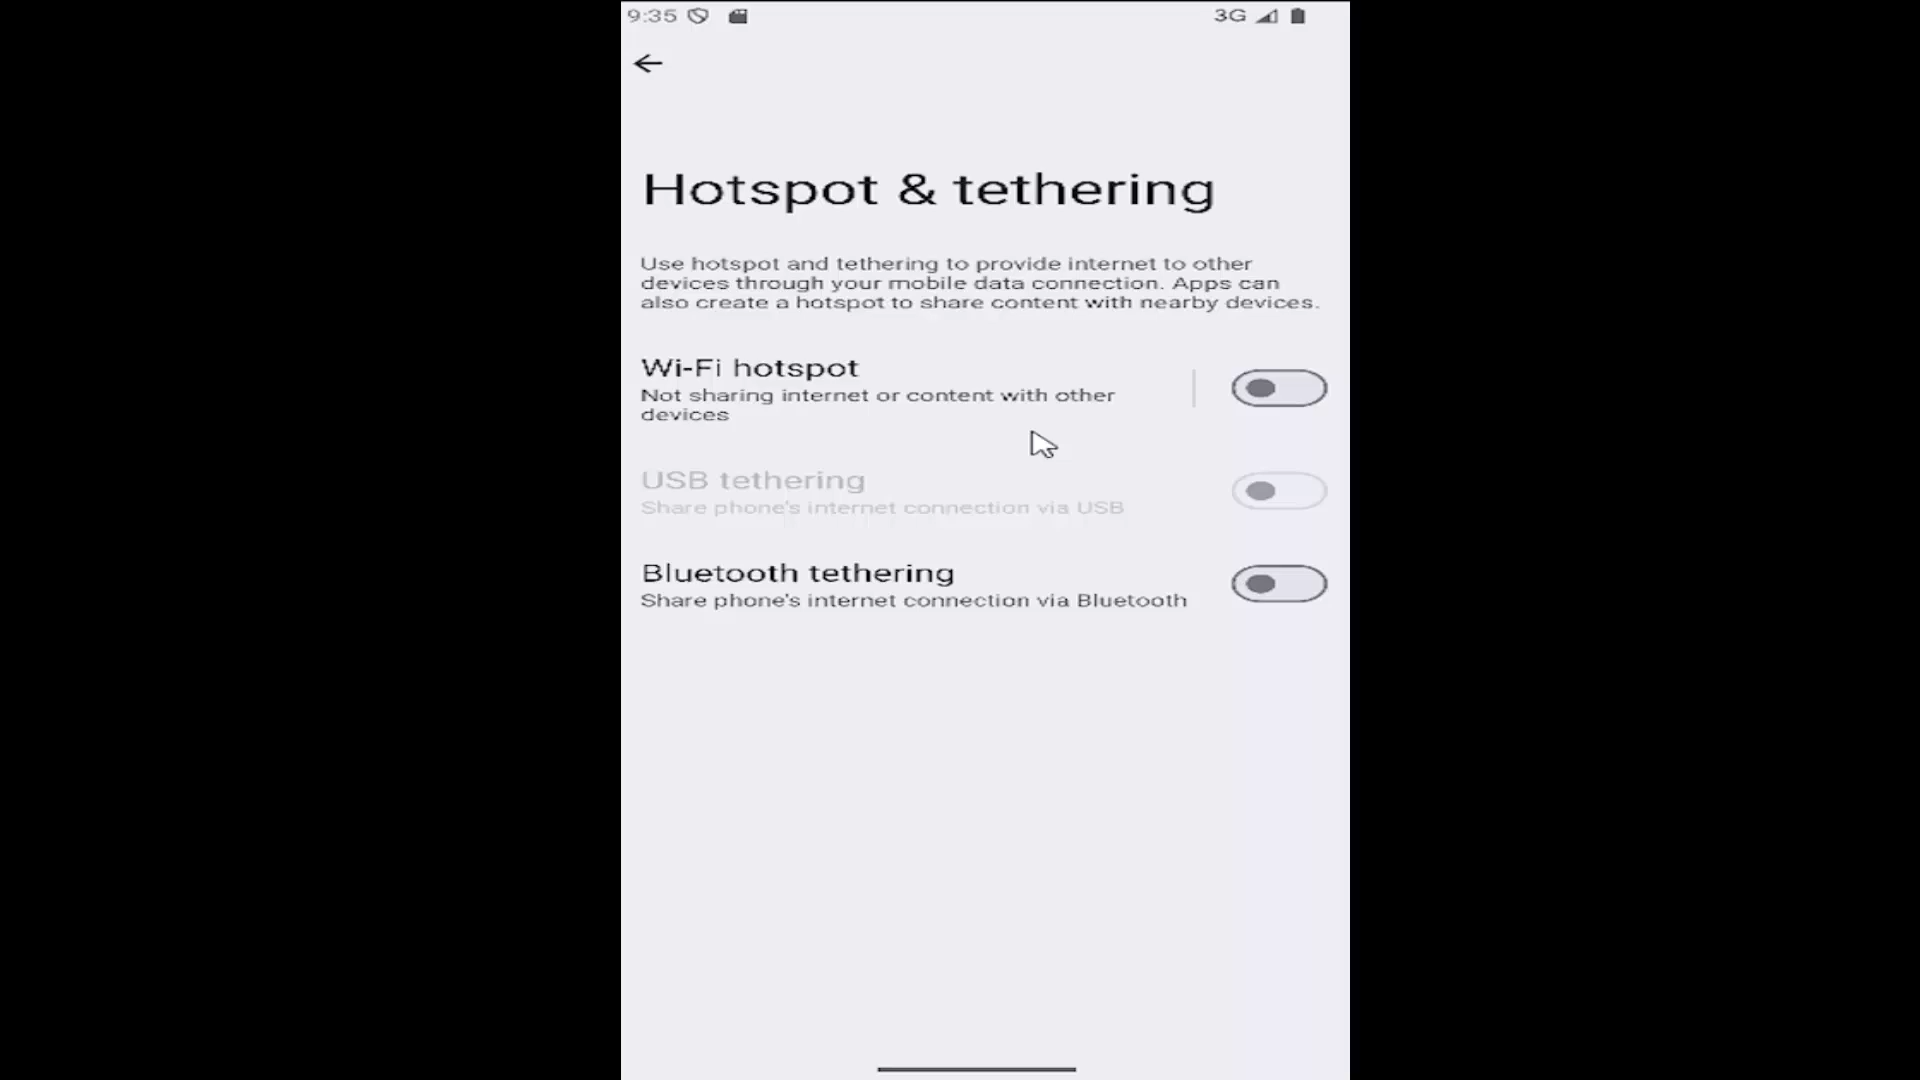 9:35 3G
Hotspot & tethering
Use hotspot and tethering to provide internet to other
devices through your mobile data connection. Apps can
also create a hotspot to share content with nearby devices.
Wi-Fi hotspot
Not sharing internet or content with other
devices
USB tethering
Share phone's internet connection via USB
Bluetooth tethering
Share phone's internet connection via Bluetooth